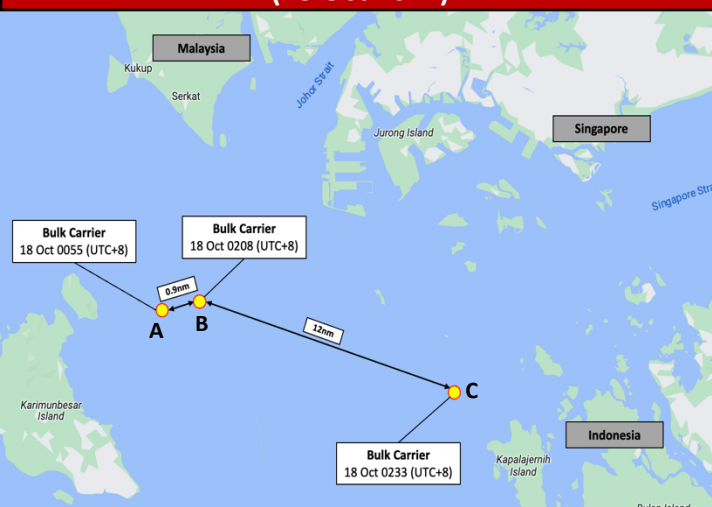 Malaysia
Kukup
Serkat
Johor Strait
Jurong Island
Singapore
Singapore Stra
Bulk Carrier
18 Oct 0055 (UTC+8)
Bulk Carrier
18 Oct 0208 (UTC+8)
0.9nm
A
B
12nm
C
Karimunbesar
Island
Bulk Carrier
18 Oct 0233 (UTC+8)
Kapalajernih
Island
Indonesia